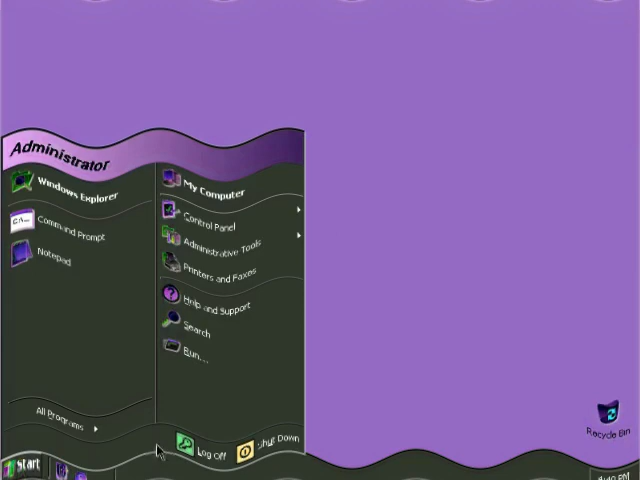 Administrator
Windows Explorer
Command Prompt
Notepad
All Programs
My Computer
Control Panel
Administrative Tools
Printers and Faxes
Help and Support
Search
Run...
Log Off
Shut Down
Recycle Bin
Start